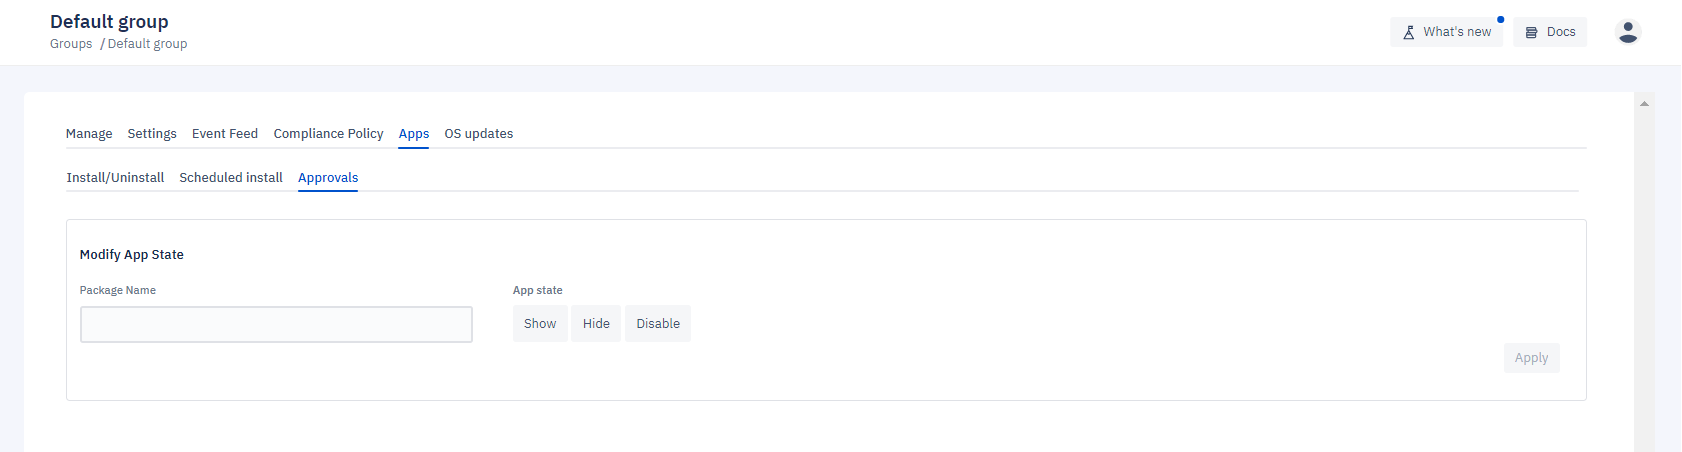 Default group
Groups / Default group
What's new
Docs
Manage Settings Event Feed Compliance Policy Apps OS updates
Install/Uninstall Scheduled install Approvals
Modify App State
Package Name
App state
Show Hide Disable
Apply